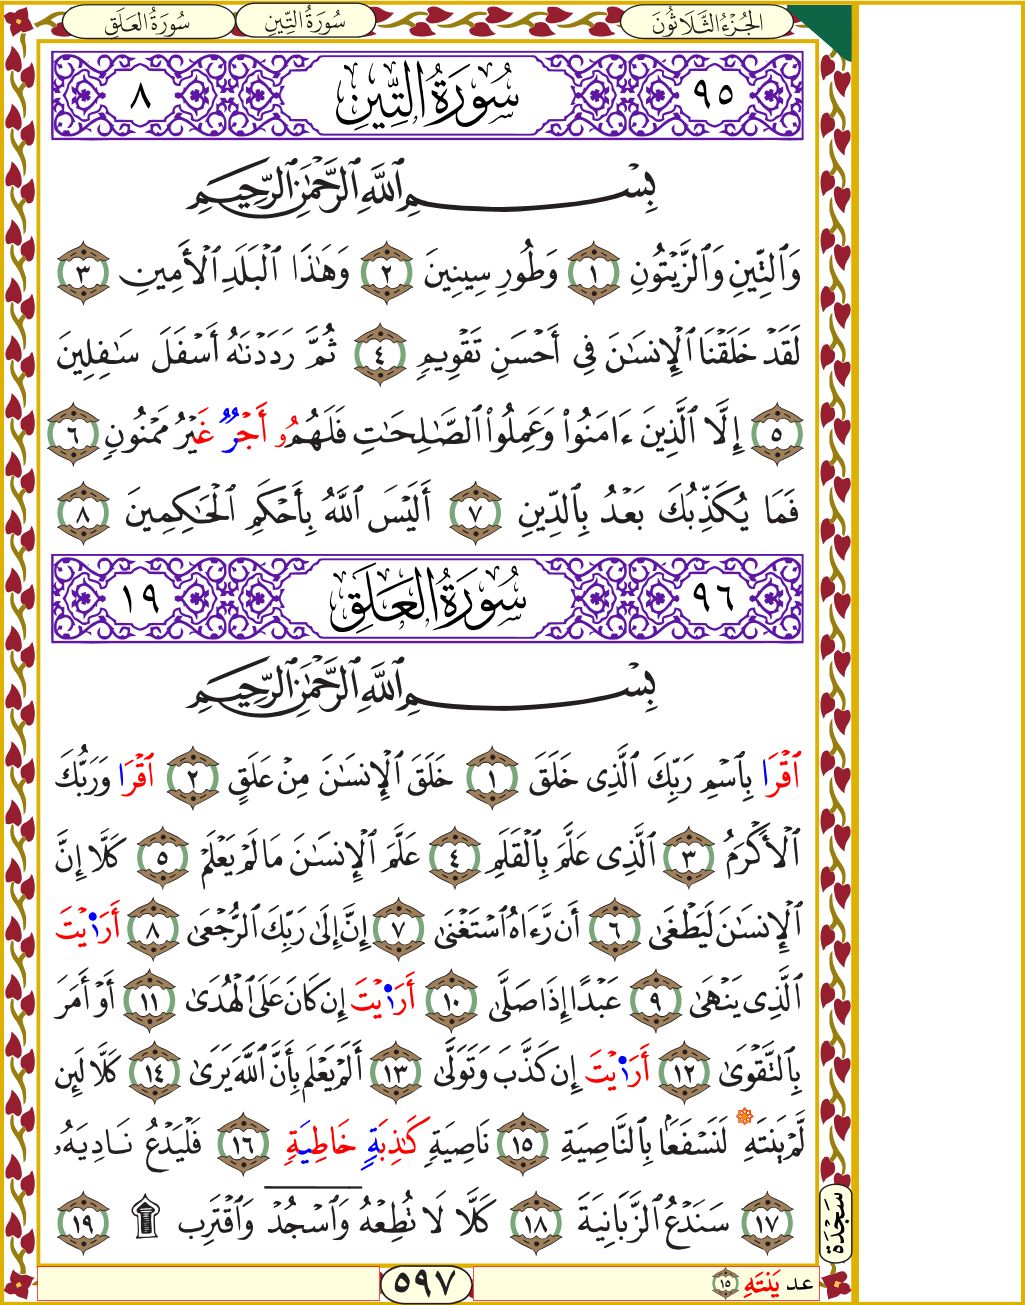 الجُزْءُ الثَّلَاثُونَ سُورَةُ التِّينِ سُورَةُ العَلَقِ
٩٥ سُورَةُ التِّينِ ٨
بِسْمِ ٱللَّهِ ٱلرَّحْمَٰنِ ٱلرَّحِيمِ
وَٱلتِّينِ وَٱلزَّيْتُونِ ١ وَطُورِ سِينِينَ ٢ وَهَٰذَا ٱلْبَلَدِ ٱلْأَمِينِ ٣
لَقَدْ خَلَقْنَا ٱلْإِنسَٰنَ فِى أَحْسَنِ تَقْوِيمٍ ٤ ثُمَّ رَدَدْنَٰهُ أَسْفَلَ سَٰفِلِينَ
٥ إِلَّا ٱلَّذِينَ ءَامَنُوا۟ وَعَمِلُوا۟ ٱلصَّٰلِحَٰتِ فَلَهُمُۥ أَجْرٌ غَيْرُ مَمْنُونٍ ٦
فَمَا يُكَذِّبُكَ بَعْدُ بِٱلدِّينِ ٧ أَلَيْسَ ٱللَّهُ بِأَحْكَمِ ٱلْحَٰكِمِينَ ٨
٩٦ سُورَةُ العَلَقِ ١٩
بِسْمِ ٱللَّهِ ٱلرَّحْمَٰنِ ٱلرَّحِيمِ
ٱقْرَا بِٱسْمِ رَبِّكَ ٱلَّذِى خَلَقَ ١ خَلَقَ ٱلْإِنسَٰنَ مِنْ عَلَقٍ ٢ ٱقْرَا وَرَبُّكَ
ٱلْأَكْرَمُ ٣ ٱلَّذِى عَلَّمَ بِٱلْقَلَمِ ٤ عَلَّمَ ٱلْإِنسَٰنَ مَا لَمْ يَعْلَمْ ٥ كَلَّا إِنَّ
ٱلْإِنسَٰنَ لَيَطْغَىٰ ٦ أَن رَّءَاهُ ٱسْتَغْنَىٰ ٧ إِنَّ إِلَىٰ رَبِّكَ ٱلرُّجْعَىٰ ٨ أَرَا۬يْتَ
ٱلَّذِى يَنْهَىٰ ٩ عَبْدًا إِذَا صَلَّىٰ ١٠ أَرَا۬يْتَ إِن كَانَ عَلَى ٱلْهُدَىٰ ١١ أَوْ أَمَرَ
بِٱلتَّقْوَىٰ ١٢ أَرَا۬يْتَ إِن كَذَّبَ وَتَوَلَّىٰ ١٣ أَلَمْ يَعْلَم بِأَنَّ ٱللَّهَ يَرَىٰ ١٤ كَلَّا لَئِن
لَّمْ يَنتَهِ لَنَسْفَعًۢا بِٱلنَّاصِيَةِ ١٥ نَاصِيَةٍ كَٰذِبَةٍ خَاطِيَةٍ ١٦ فَلْيَدْعُ نَادِيَهُۥ
١٧ سَنَدْعُ ٱلزَّبَانِيَةَ ١٨ كَلَّا لَا تُطِعْهُ وَٱسْجُدْ وَٱقْتَرِب ۩ ١٩
سَجْدَة
عد يَنتَهِ ١٥
٥٩٧